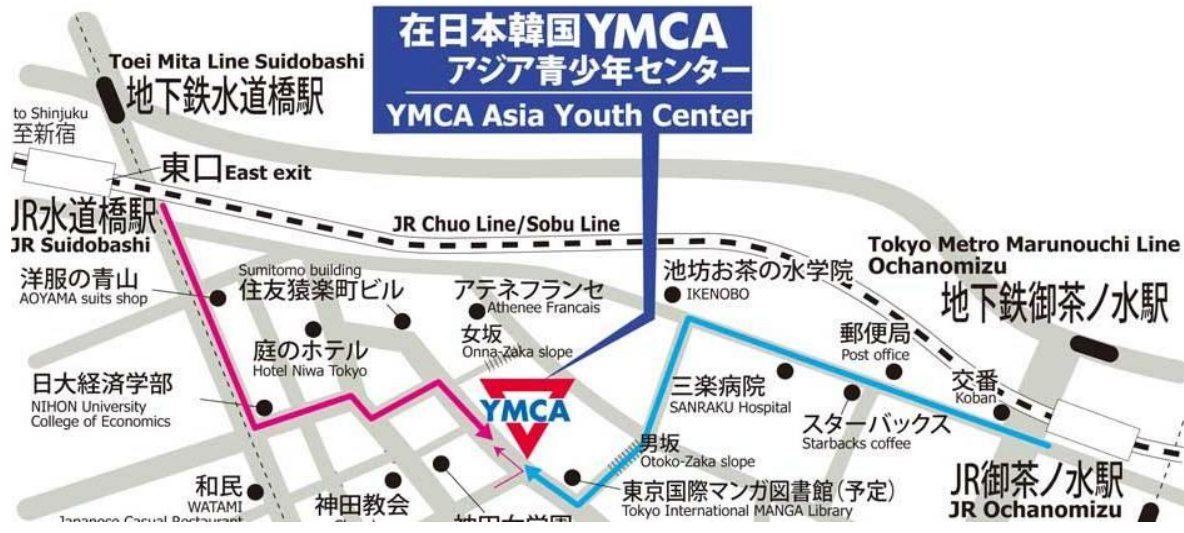 在日本韓国YMCA
アジア青少年センター
YMCA Asia Youth Center
Toei Mita Line Suidobashi
地下鉄水道橋駅
to Shinjuku
至新宿
東口East exit
JR水道橋駅
JR Suidobashi
JR Chuo Line/Sobu Line
Tokyo Metro Marunouchi Line
Ochanomizu
地下鉄御茶ノ水駅
洋服の青山
AOYAMA suits shop
Sumitomo building
住友猿楽町ビル
アテネフランセ
Athenee Francais
池坊お茶の水学院
IKENOBO
女坂
Onna-Zaka slope
郵便局
Post office
庭のホテル
Hotel Niwa Tokyo
日大経済学部
NIHON University
College of Economics
YMCA
三楽病院
SANRAKU Hospital
交番
Koban
スターバックス
Starbacks coffee
男坂
Otoko-Zaka slope
和民
WATAMI
Japanese Casual Restaurant
神田教会
神田女学園
東京国際マンガ図書館(予定)
Tokyo International MANGA Library
JR御茶ノ水駅
JR Ochanomizu